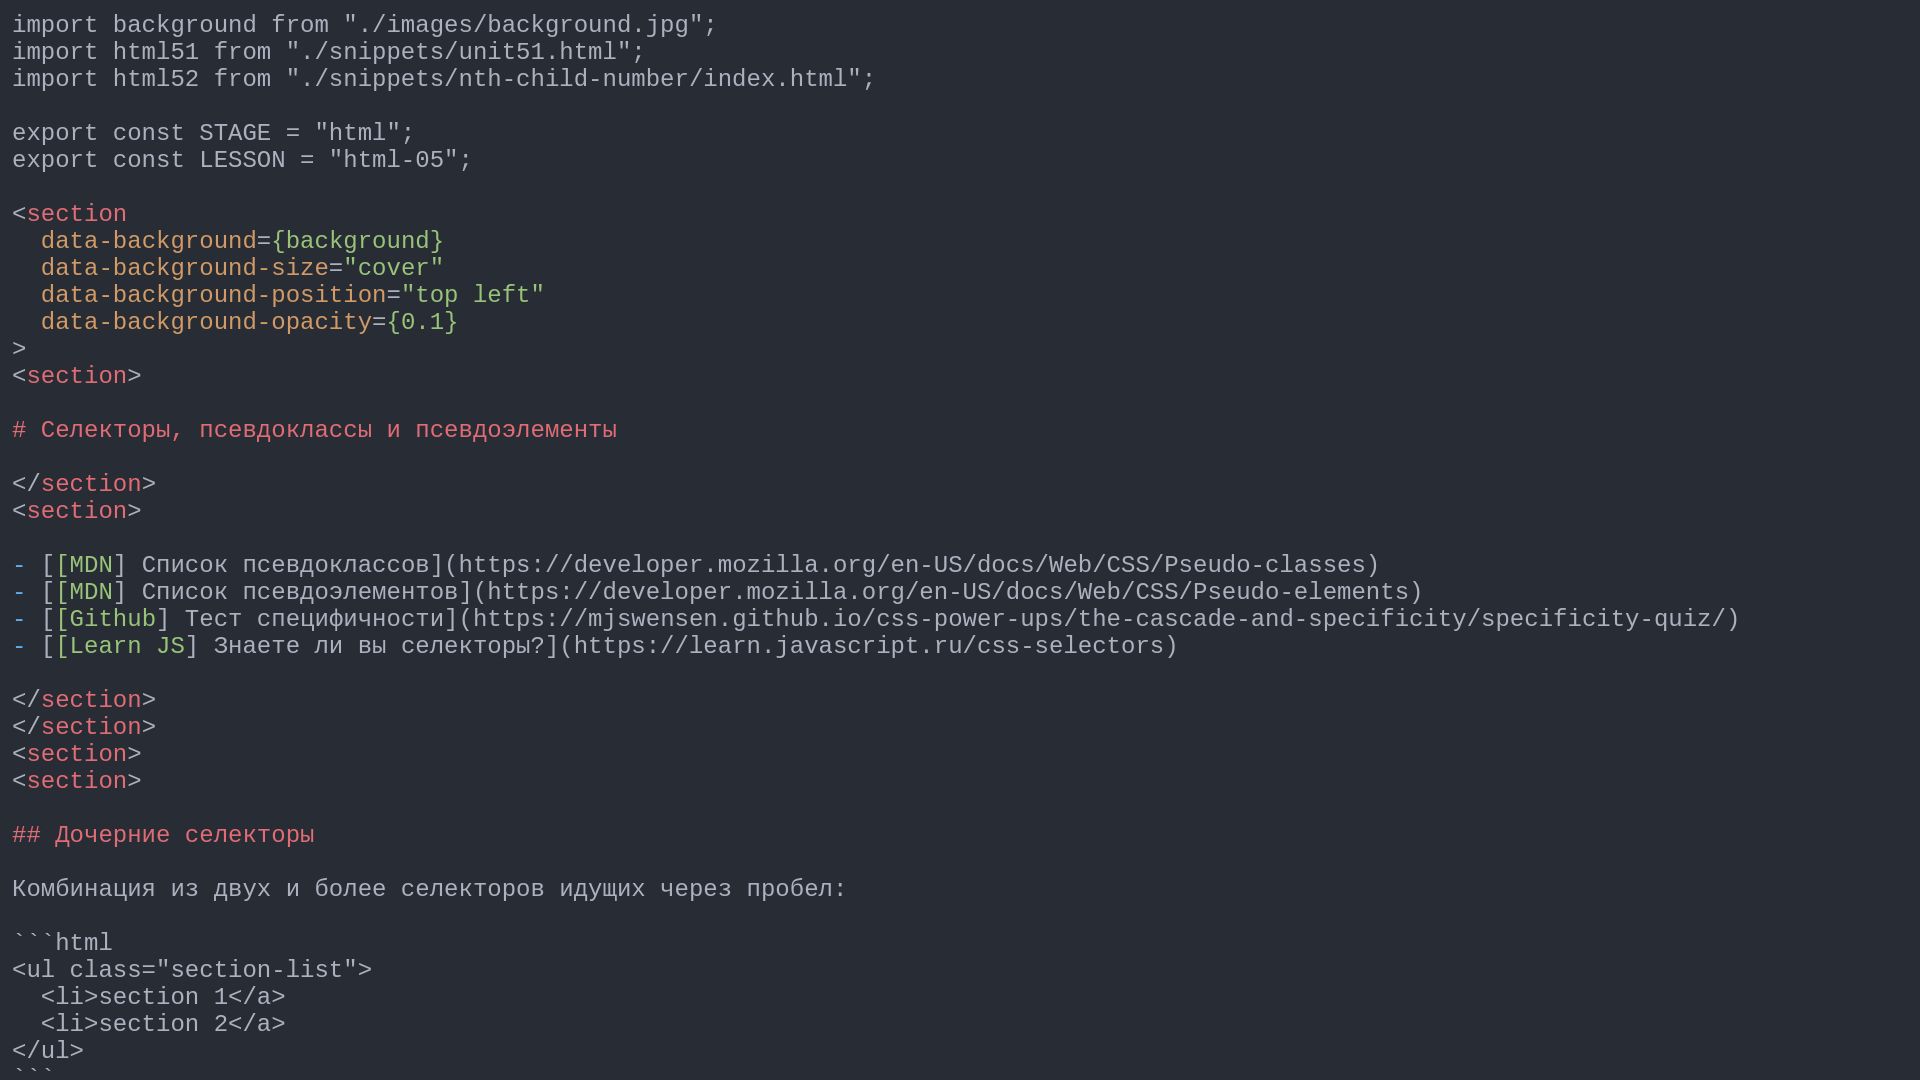 import background from "./images/background.jpg";
import html51 from "./snippets/unit51.html";
import html52 from "./snippets/nth-child-number/index.html";

export const STAGE = "html";
export const LESSON = "html-05";

<section
  data-background={background}
  data-background-size="cover"
  data-background-position="top left"
  data-background-opacity={0.1}
>
<section>

# Селекторы, псевдоклассы и псевдоэлементы

</section>
<section>

- [[MDN] Список псевдоклассов](https://developer.mozilla.org/en-US/docs/Web/CSS/Pseudo-classes)
- [[MDN] Список псевдоэлементов](https://developer.mozilla.org/en-US/docs/Web/CSS/Pseudo-elements)
- [[Github] Тест специфичности](https://mjswensen.github.io/css-power-ups/the-cascade-and-specificity/specificity-quiz/)
- [[Learn JS] Знаете ли вы селекторы?](https://learn.javascript.ru/css-selectors)

</section>
</section>
<section>
<section>

## Дочерние селекторы

Комбинация из двух и более селекторов идущих через пробел:

```html
<ul class="section-list">
  <li>section 1</a>
  <li>section 2</a>
</ul>
```